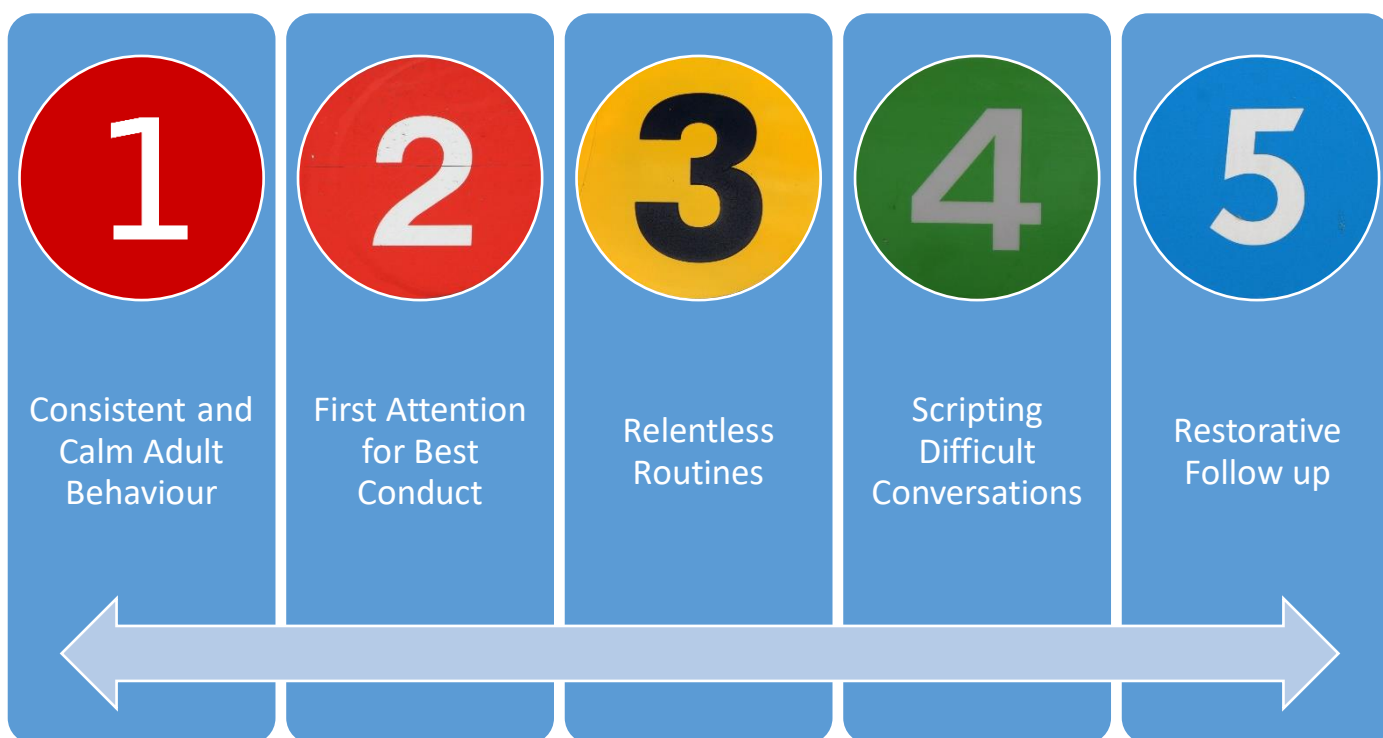 1
Consistent and
Calm Adult
Behaviour
2
First Attention
for Best
Conduct
3
Relentless
Routines
4
Scripting
Difficult
Conversations
5
Restorative
Follow up